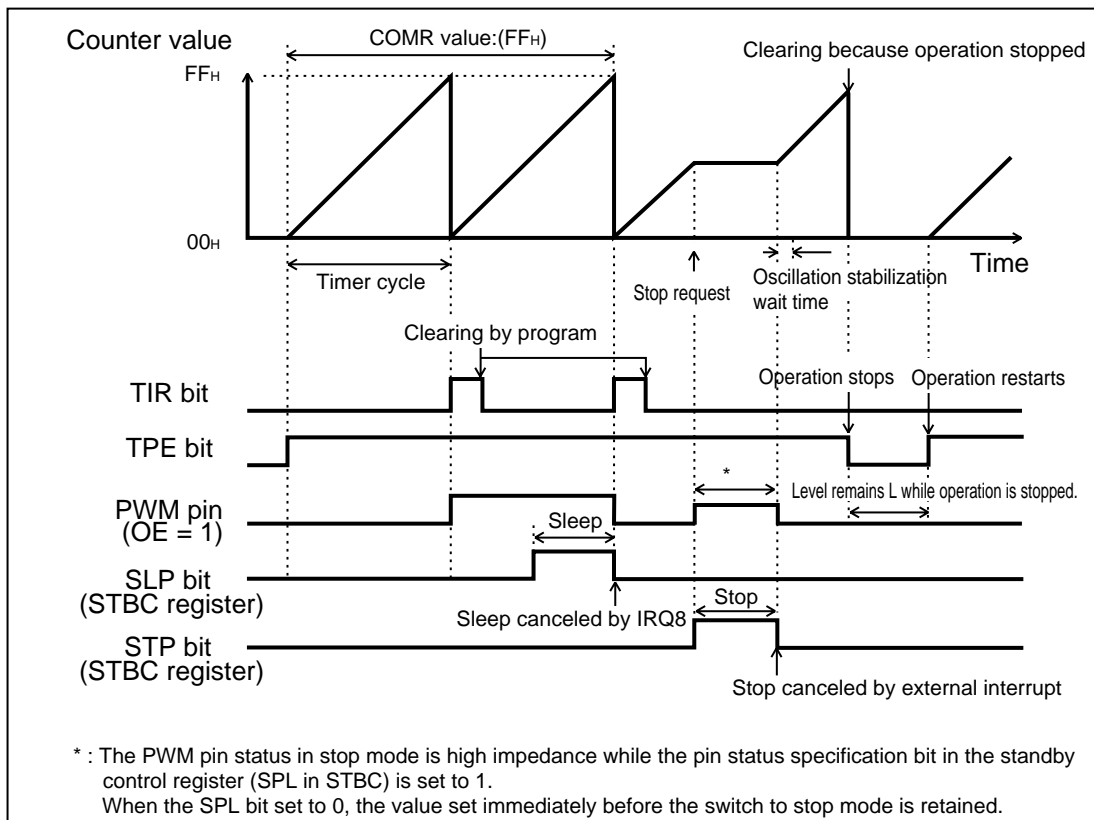 Counter value
COMR value:(FFH)
Clearing because operation stopped
FFH
00H
Timer cycle
Stop request
Oscillation stabilization
wait time
Time
Clearing by program
Operation stops
Operation restarts
TIR bit
TPE bit
*
Level remains L while operation is stopped.
PWM pin
(OE = 1)
Sleep
SLP bit
(STBC register)
Sleep canceled by IRQ8
Stop
STP bit
(STBC register)
Stop canceled by external interrupt
* : The PWM pin status in stop mode is high impedance while the pin status specification bit in the standby
control register (SPL in STBC) is set to 1.
When the SPL bit set to 0, the value set immediately before the switch to stop mode is retained.